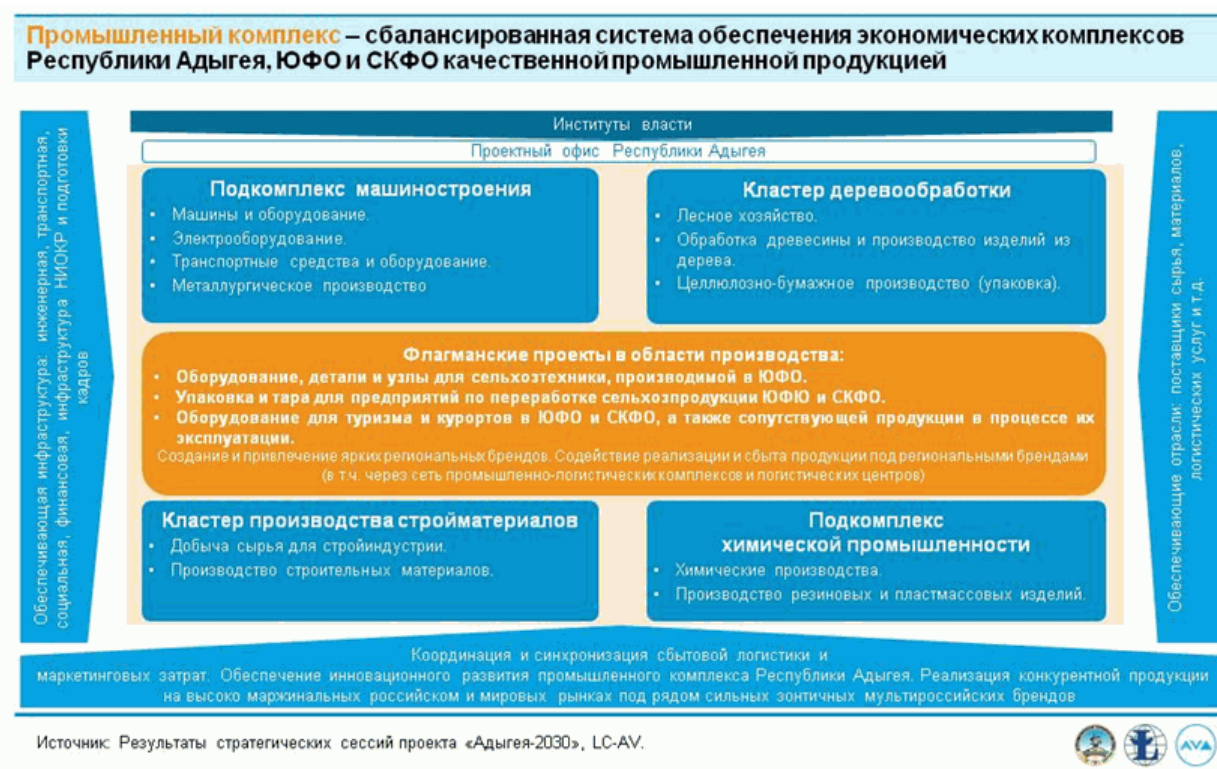 Промышленный комплекс – сбалансированная система обеспечения экономических комплексов
Республики Адыгея, ЮФО и СКФО качественной промышленной продукцией
Обеспечивающая инфраструктура: инженерная, транспортная,
социальная, финансовая, инфраструктура НИОКР и подготовки
кадров
Институты власти
Проектный офис Республики Адыгея
Подкомплекс машиностроения
• Машины и оборудование.
• Электрооборудование.
• Транспортные средства и оборудование.
• Металлургическое производство
Кластер деревообработки
• Лесное хозяйство.
• Обработка древесины и производство изделий из
дерева.
• Целлюлозно-бумажное производство (упаковка).
Флагманские проекты в области производства:
• Оборудование, детали и узлы для сельхозтехники, производимой в ЮФО.
• Упаковка и тара для предприятий по переработке сельхозпродукции ЮФЮ и СКФО.
• Оборудование для туризма и курортов в ЮФО и СКФО, а также сопутствующей продукции в процессе их
эксплуатации.
Создание и привлечение ярких региональных брендов. Содействие реализации и сбыта продукции под региональными брендами
(в т.ч. через сеть промышленно-логистических комплексов и логистических центров)
Кластер производства стройматериалов
• Добыча сырья для стройиндустрии.
• Производство строительных материалов.
Подкомплекс
химической промышленности
• Химические производства.
• Производство резиновых и пластмассовых изделий.
Обеспечивающие отрасли: поставщики сырья, материалов,
логистических услуг и т.д.
Координация и синхронизация сбытовой логистики и
маркетинговых затрат. Обеспечение инновационного развития промышленного комплекса Республики Адыгея. Реализация конкурентной продукции
на высоко маржинальных российском и мировых рынках под рядом сильных зонтичных мультироссийских брендов
Источник: Результаты стратегических сессий проекта «Адыгея-2030», LC-AV.
AVA